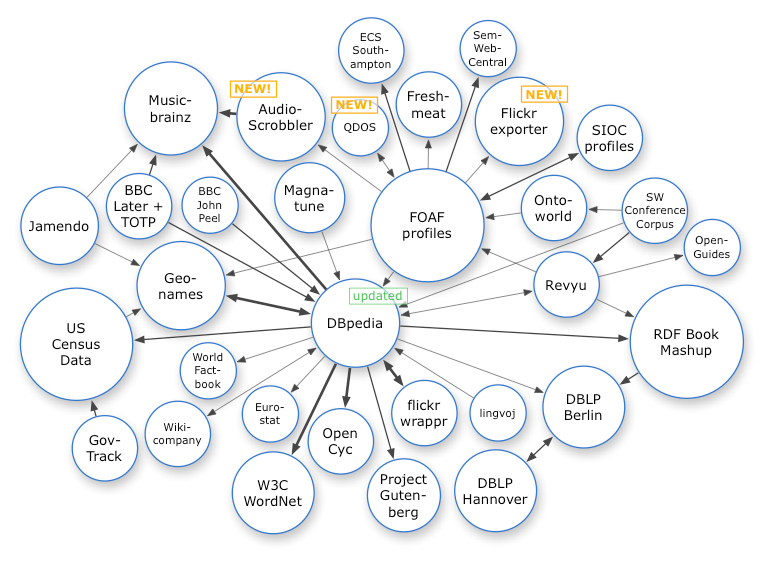 ECS
South-
ampton
Sem-
Web-
Central
NEW!
Music-
brainz
Audio-
Scrobbler
NEW!
QDOS
Fresh-
meat
NEW!
Flickr
exporter
SIOC
profiles
BBC
Later +
TOTP
BBC
John
Peel
Magna-
tune
FOAF
profiles
Onto-
world
SW
Conference
Corpus
Jamendo
Open-
Guides
Geo-
names
Revyu
updated
DBpedia
US
Census
Data
RDF Book
Mashup
World
Fact-
book
Euro-
stat
flickr
wrappr
lingvoj
DBLP
Berlin
Wiki-
company
Open
Cyc
Gov-
Track
W3C
WordNet
Project
Guten-
berg
DBLP
Hannover